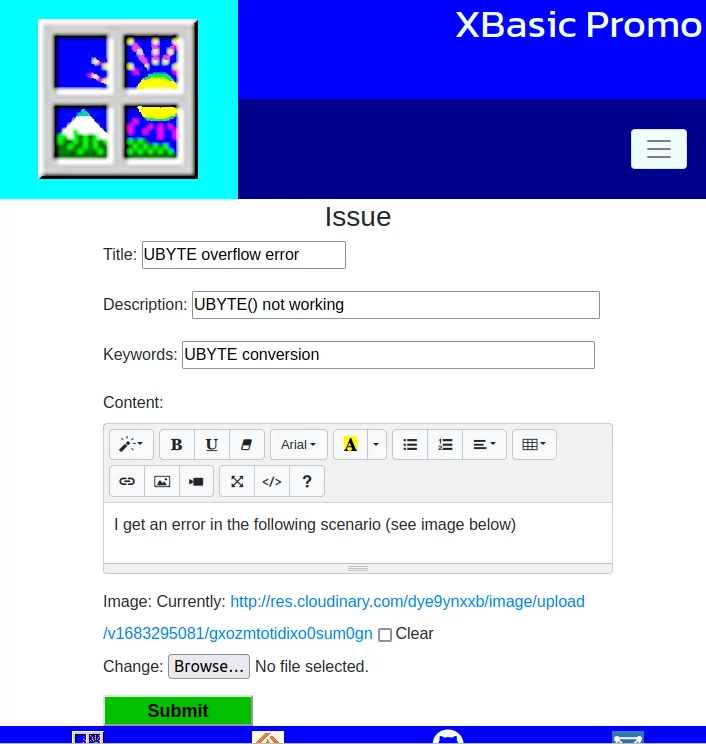 XBasic Promo
Issue
Title: UBYTE overflow error
Description: UBYTE() not working
Keywords: UBYTE conversion
Content:
B U Arial A
</> ?
I get an error in the following scenario (see image below)
Image: Currently: http://res.cloudinary.com/dye9ynxxb/image/upload
/v1683295081/gxozmtotidixo0sum0gn Clear
Change: Browse... No file selected.
Submit